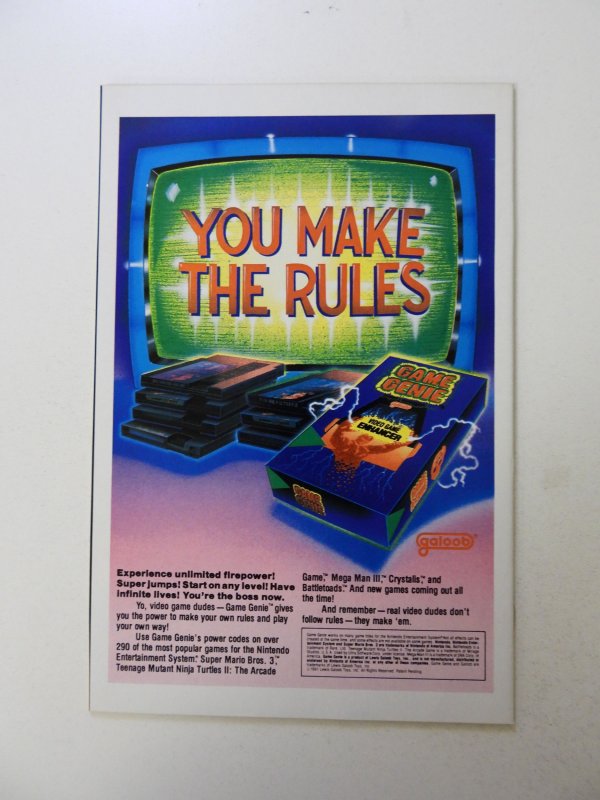 YOU MAKE
THE RULES
GAME
GENIE
VIDEO GAME
ENHANCER
GAME
GENIE
galoob®
Experience unlimited firepower!
Super jumps! Start on any level! Have
infinite lives! You're the boss now.
Yo, video game dudes — Game Genie™ gives
you the power to make your own rules and play
your own way!
Use Game Genie's power codes on over
290 of the most popular games for the Nintendo
Entertainment System.® Super Mario Bros. 3,™
Teenage Mutant Ninja Turtles II: The Arcade
Game,™ Mega Man III,™ Crystalis,™ and
Battletoads.™ And new games coming out all
the time!
And remember — real video dudes don't
follow rules — they make 'em.